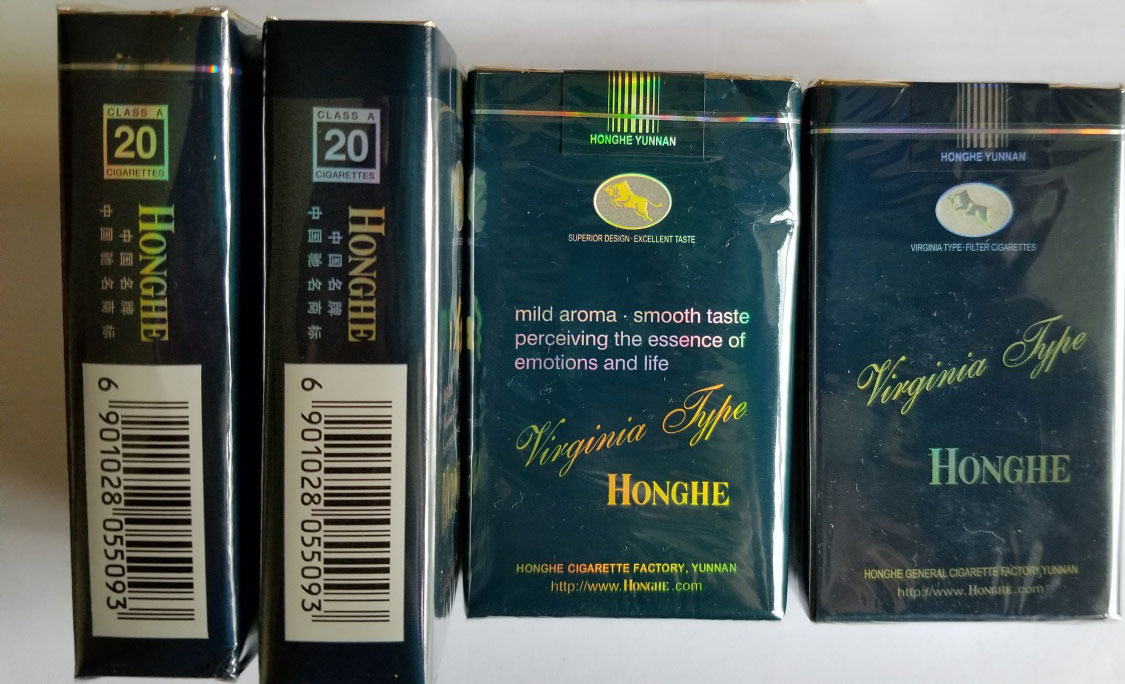 CLASS A
20
CIGARETTES
HONGHE
中国名牌
中国驰名商标
6 901028 055093
CLASS A
20
CIGARETTES
HONGHE
中国名牌
中国驰名商标
6 901028 055093
HONGHE YUNNAN
SUPERIOR DESIGN·EXCELLENT TASTE
mild aroma · smooth taste
perceiving the essence of
emotions and life
Virginia Type
HONGHE
HONGHE CIGARETTE FACTORY, YUNNAN
http://www.HONGHE.com
HONGHE YUNNAN
VIRGINIA TYPE·FILTER CIGARETTES
Virginia Type
HONGHE
HONGHE GENERAL CIGARETTE FACTORY, YUNNAN
http://www.HONGHE.com